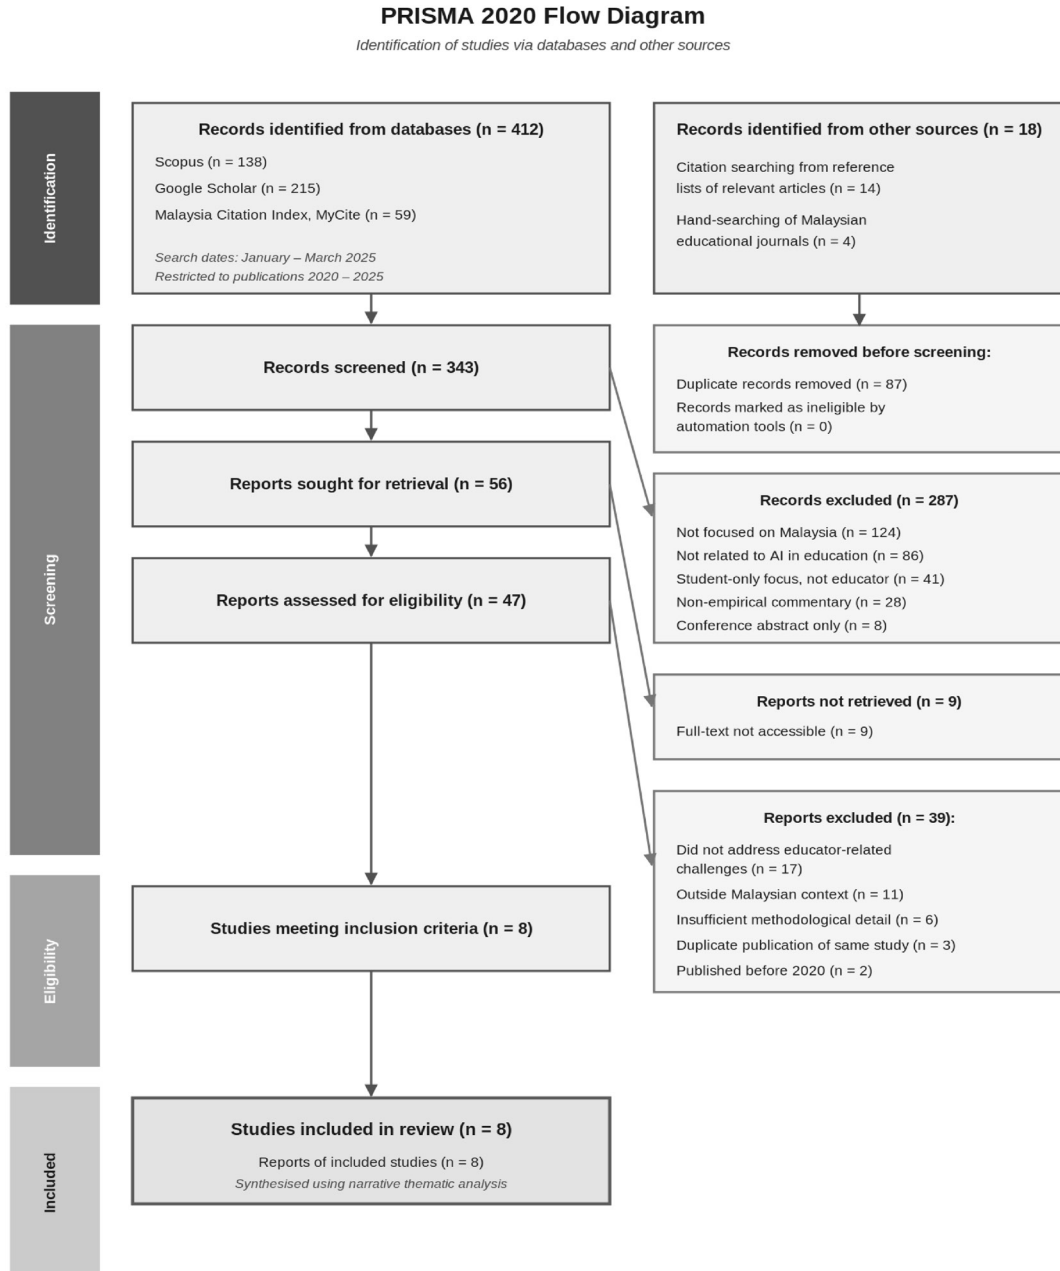 PRISMA 2020 Flow Diagram
Identification of studies via databases and other sources
Identification
Records identified from databases (n = 412)
Scopus (n = 138)
Google Scholar (n = 215)
Malaysia Citation Index, MyCite (n = 59)
Search dates: January – March 2025
Restricted to publications 2020 – 2025
Records identified from other sources (n = 18)
Citation searching from reference
lists of relevant articles (n = 14)
Hand-searching of Malaysian
educational journals (n = 4)
Screening
Records screened (n = 343)
Records removed before screening:
Duplicate records removed (n = 87)
Records marked as ineligible by
automation tools (n = 0)
Reports sought for retrieval (n = 56)
Records excluded (n = 287)
Not focused on Malaysia (n = 124)
Not related to AI in education (n = 86)
Student-only focus, not educator (n = 41)
Non-empirical commentary (n = 28)
Conference abstract only (n = 8)
Reports assessed for eligibility (n = 47)
Reports not retrieved (n = 9)
Full-text not accessible (n = 9)
Reports excluded (n = 39):
Did not address educator-related
challenges (n = 17)
Outside Malaysian context (n = 11)
Insufficient methodological detail (n = 6)
Duplicate publication of same study (n = 3)
Published before 2020 (n = 2)
Eligibility
Studies meeting inclusion criteria (n = 8)
Included
Studies included in review (n = 8)
Reports of included studies (n = 8)
Synthesised using narrative thematic analysis